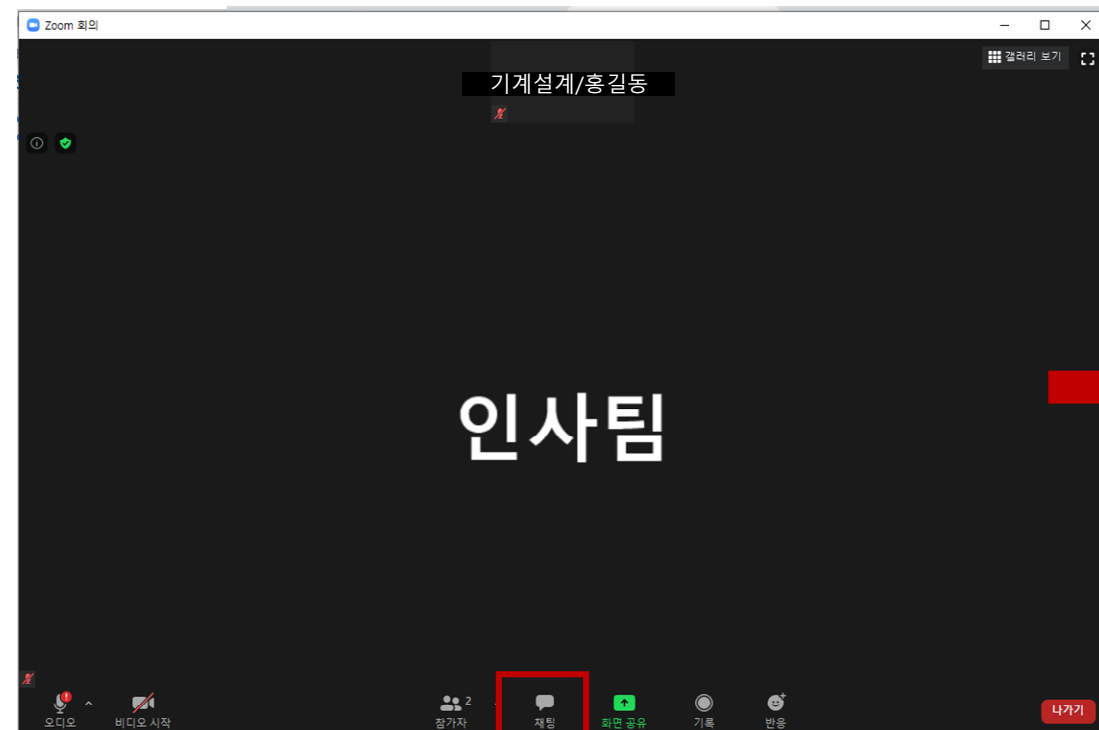 Zoom 회의
갤러리 보기
기계설계/홍길동
인사팀
오디오
비디오 시작
참가자
2
채팅
화면 공유
기록
반응
나가기